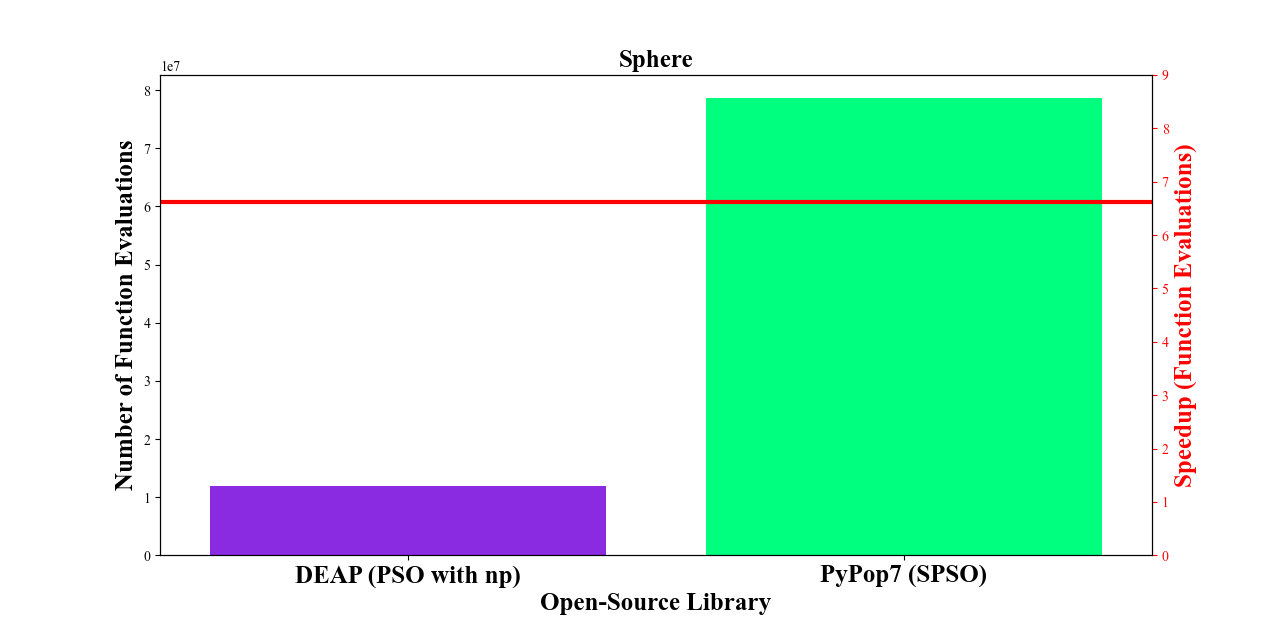 Sphere
1e7
Number of Function Evaluations
8
7
6
5
4
3
2
1
0
9
8
7
6
5
4
3
2
1
0
Speedup (Function Evaluations)
DEAP (PSO with np)
PyPop7 (SPSO)
Open-Source Library